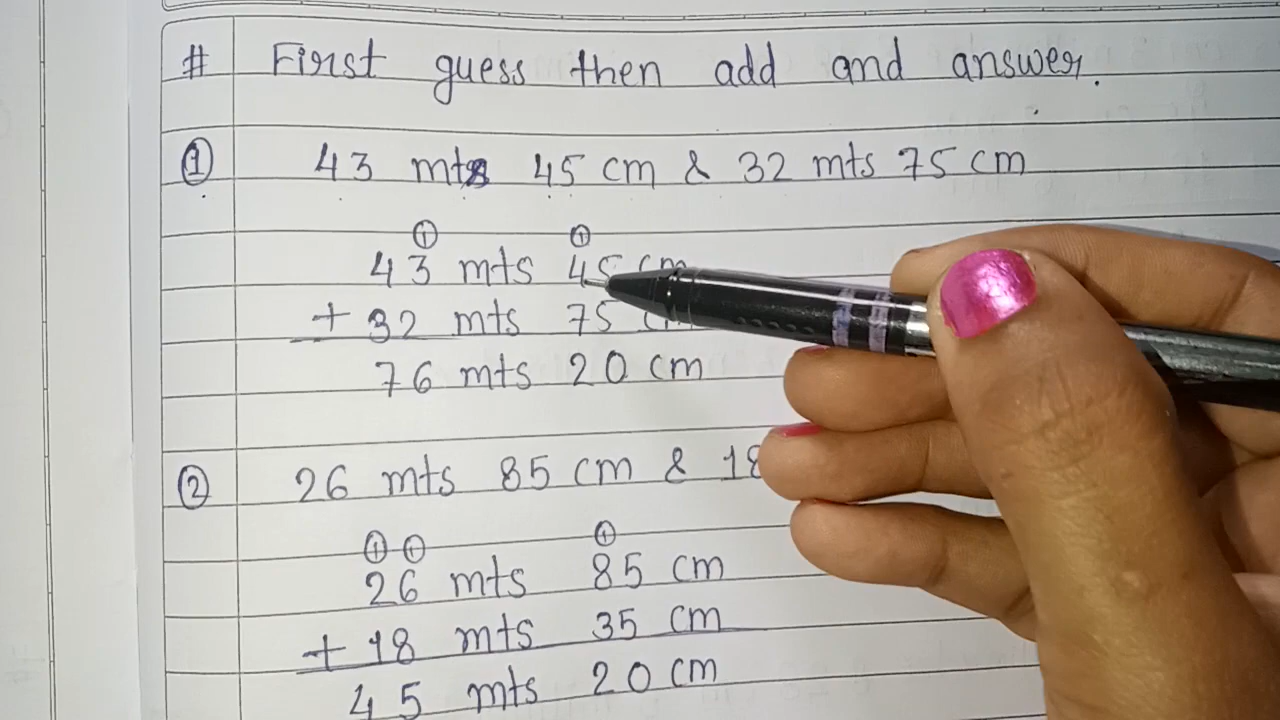 # First guess then add and answer.
① 43 mts 45 cm & 32 mts 75 cm
① ①
43 mts 45 cm
+ 32 mts 75 cm
76 mts 20 cm
② 26 mts 85 cm & 18
① ① ①
26 mts 85 cm
+ 18 mts 35 cm
45 mts 20 cm